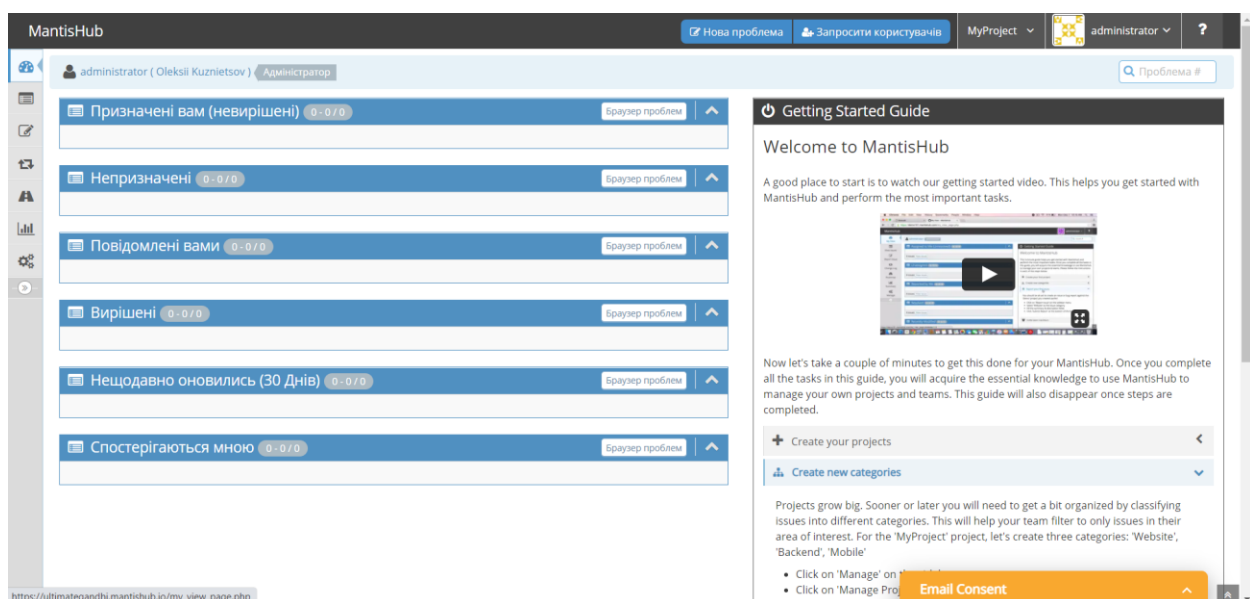 MantisHub
Нова проблема
Запросити користувачів
MyProject
administrator
?
administrator ( Oleksii Kuznietsov ) Адміністратор
Проблема #
Призначені вам (невирішені) 0 - 0 / 0
Браузер проблем
Непризначені 0 - 0 / 0
Браузер проблем
Повідомлені вами 0 - 0 / 0
Браузер проблем
Вирішені 0 - 0 / 0
Браузер проблем
Нещодавно оновились (30 Днів) 0 - 0 / 0
Браузер проблем
Спостерігаються мною 0 - 0 / 0
Браузер проблем
Getting Started Guide
Welcome to MantisHub
A good place to start is to watch our getting started video. This helps you get started with
MantisHub and perform the most important tasks.
Now let's take a couple of minutes to get this done for your MantisHub. Once you complete
all the tasks in this guide, you will acquire the essential knowledge to use MantisHub to
manage your own projects and teams. This guide will also disappear once steps are
completed.
Create your projects
Create new categories
Projects grow big. Sooner or later you will need to get a bit organized by classifying
issues into different categories. This will help your team filter to only issues in their
area of interest. For the 'MyProject' project, let's create three categories: 'Website',
'Backend', 'Mobile'
Click on 'Manage' on
Click on 'Manage
Email Consent
https://ultimategandhi.mantishub.io/my_view_page.php